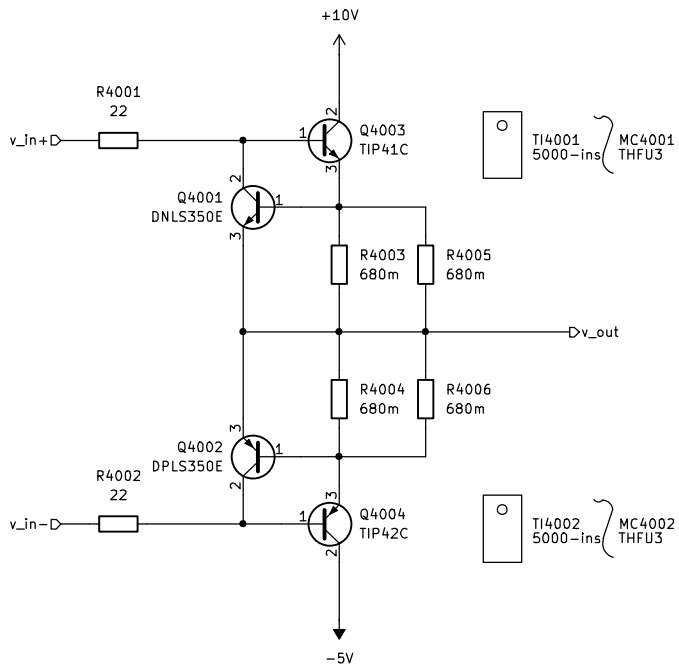 +10V
R4001
22
v_in+
1
2
3
Q4003
TIP41C
TI4001
5000-ins
MC4001
THFU3
Q4001
DNLS350E
2
1
3
R4003
680m
R4005
680m
v_out
R4004
680m
R4006
680m
Q4002
DPLS350E
3
1
2
R4002
22
v_in-
1
3
2
Q4004
TIP42C
TI4002
5000-ins
MC4002
THFU3
-5V